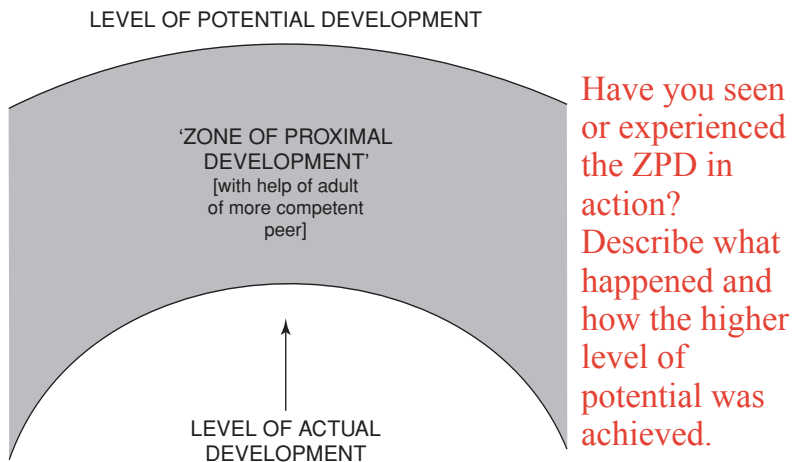 LEVEL OF POTENTIAL DEVELOPMENT
‘ZONE OF PROXIMAL
DEVELOPMENT’
[with help of adult
of more competent
peer]
LEVEL OF ACTUAL
DEVELOPMENT
Have you seen
or experienced
the ZPD in
action?
Describe what
happened and
how the higher
level of
potential was
achieved.